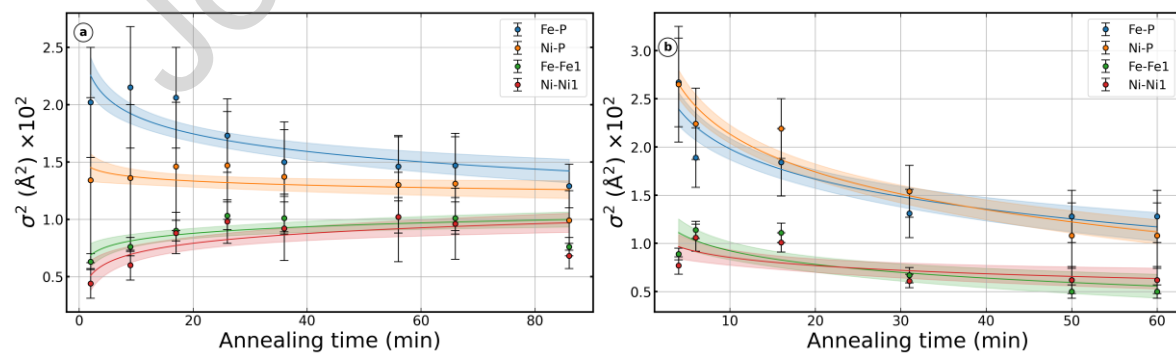 a
Fe-P
Ni-P
Fe-Fe1
Ni-Ni1
2.5
2.0
1.5
1.0
0.5
σ² (Å²) ×10²
0 20 40 60 80
Annealing time (min)
b
Fe-P
Ni-P
Fe-Fe1
Ni-Ni1
3.0
2.5
2.0
1.5
1.0
0.5
σ² (Å²) ×10²
10 20 30 40 50 60
Annealing time (min)